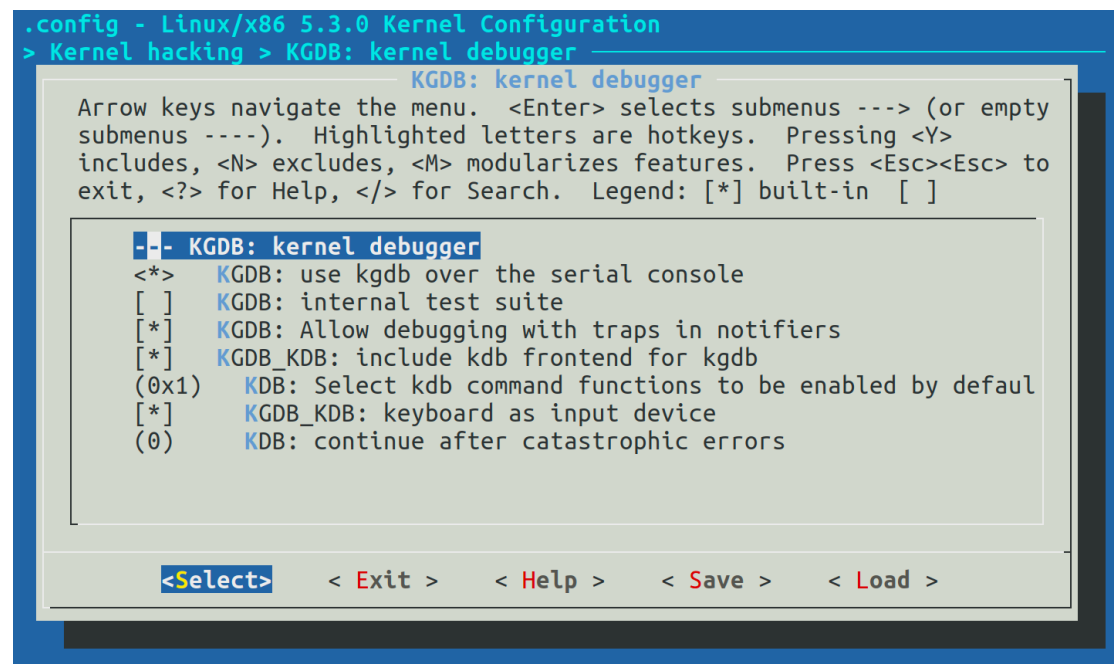 .config - Linux/x86 5.3.0 Kernel Configuration
> Kernel hacking > KGDB: kernel debugger
KGDB: kernel debugger
Arrow keys navigate the menu.  <Enter> selects submenus ---> (or empty
submenus ----).  Highlighted letters are hotkeys.  Pressing <Y>
includes, <N> excludes, <M> modularizes features.  Press <Esc><Esc> to
exit, <?> for Help, </> for Search.  Legend: [*] built-in  [ ]
--- KGDB: kernel debugger
<*>   KGDB: use kgdb over the serial console
[ ]   KGDB: internal test suite
[*]   KGDB: Allow debugging with traps in notifiers
[*]   KGDB_KDB: include kdb frontend for kgdb
(0x1)   KDB: Select kdb command functions to be enabled by defaul
[*]     KGDB_KDB: keyboard as input device
(0)     KDB: continue after catastrophic errors
<Select>    < Exit >    < Help >    < Save >    < Load >